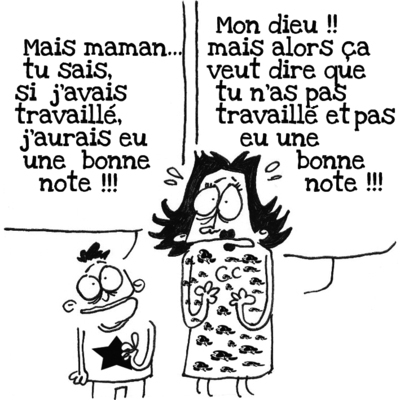 Mais maman...
tu sais,
si j'avais
travaillé,
j'aurais eu
une bonne
note !!!
Mon dieu !!
mais alors ça
veut dire que
tu n'as pas
travaillé et pas
eu une
bonne
note !!!
GC